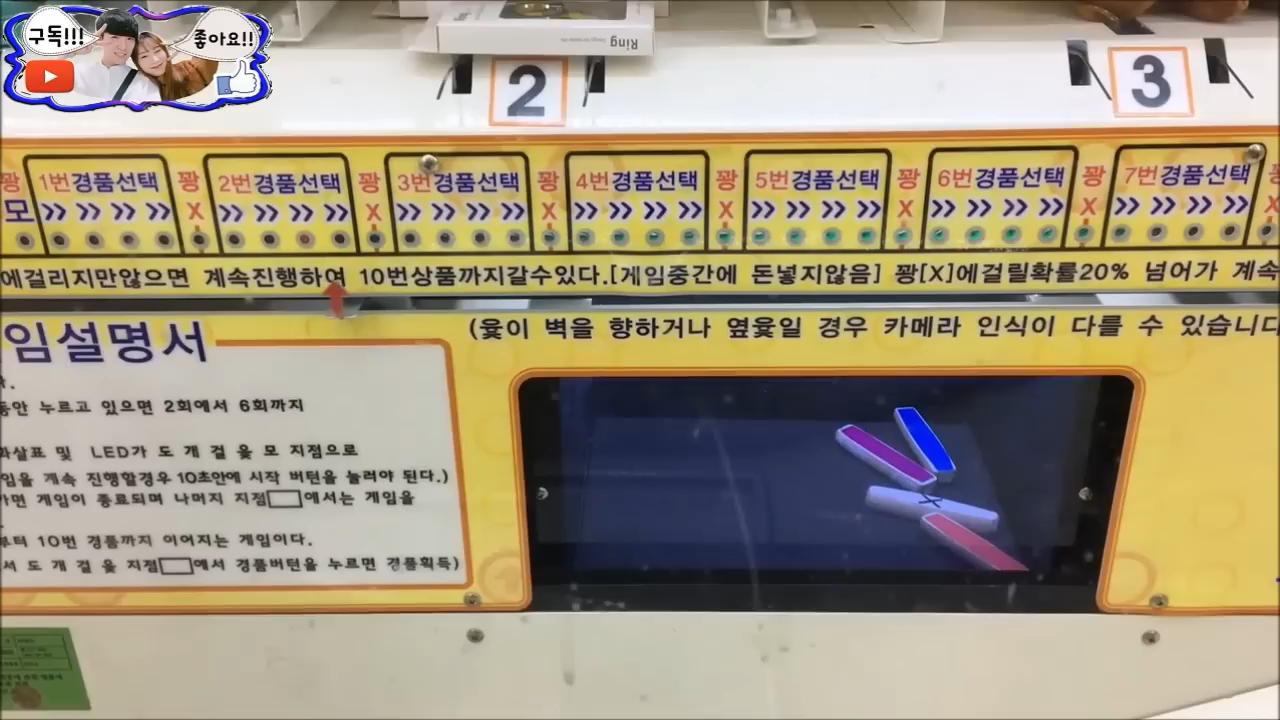 구독!!!
좋아요!!
Ring
2
3
꽝 1번경품선택 꽝 2번경품선택 꽝 3번경품선택 꽝 4번경품선택 꽝 5번경품선택 꽝 6번경품선택 꽝 7번경품선택
모 》 》 》 》 X 》 》 》 》 X 》 》 》 》 X 》 》 》 》 X 》 》 》 》 X 》 》 》 》 X 》 》 》 》
에걸리지만않으면 계속진행하여 10번상품까지갈수있다.[게임중간에 돈넣지않음] 꽝[X]에걸릴확률20% 넘어가 계속
임설명서
(윷이 벽을 향하거나 옆윷일 경우 카메라 인식이 다를 수 있습니다
동안 누르고 있으면 2회에서 6회까지
화살표 및 LED가 도 개 걸 윷 모 지점으로
임을 계속 진행할경우 10초안에 시작 버턴을 눌러야 된다.)
가면 게임이 종료되며 나머지 지점 에서는 게임을
부터 10번 경품까지 이어지는 게임이다.
서 도 개 걸 윷 지점 에서 경품버턴을 누르면 경품획득)
X